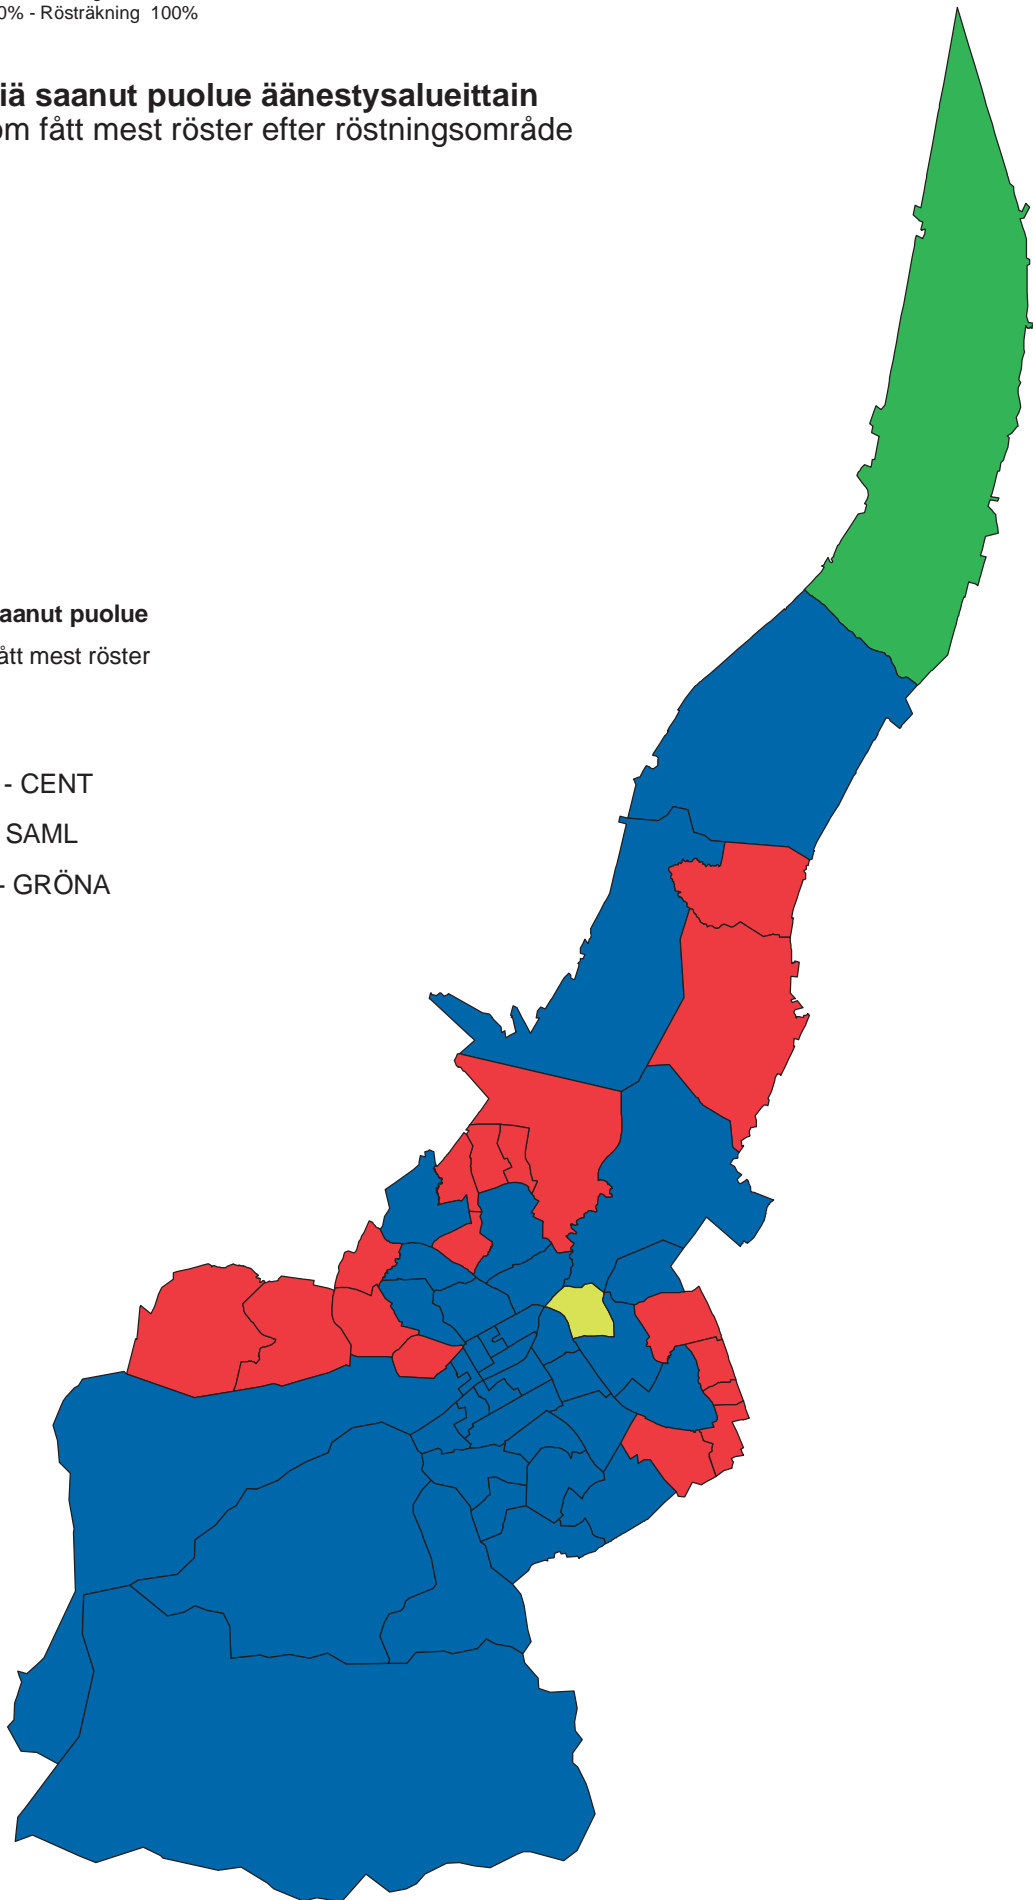 0% - Rösträkning 100%
iä saanut puolue äänestysalueittain
om fått mest röster efter röstningsområde
aanut puolue
ått mest röster
- CENT
SAML
- GRÖNA